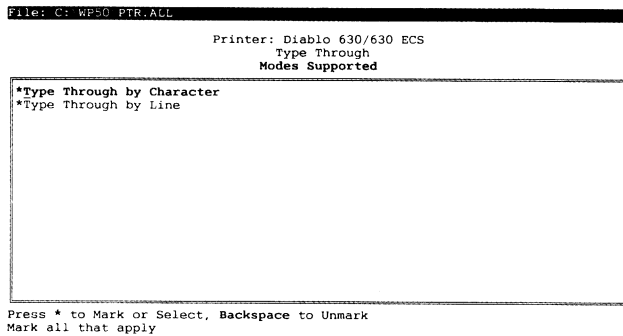 File: C: WP50 PTR.ALL
Printer: Diablo 630/630 ECS
Type Through
Modes Supported
*Type Through by Character
*Type Through by Line
Press * to Mark or Select, Backspace to Unmark
Mark all that apply